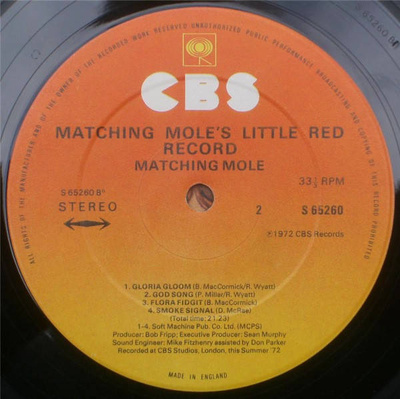 ALL RIGHTS OF THE MANUFACTURER AND OF THE OWNER OF THE RECORDED WORK RESERVED UNAUTHORIZED PUBLIC PERFORMANCE BROADCASTING AND COPYING OF THIS RECORD PROHIBITED
CBS
MATCHING MOLE'S LITTLE RED
RECORD
MATCHING MOLE
33⅓ RPM
S 65260 B°
STEREO
2
S 65260
℗1972 CBS Records
1. GLORIA GLOOM (B. MacCormick/R. Wyatt)
2. GOD SONG (P. Miller/R. Wyatt)
3. FLORA FIDGIT (B. MacCormick)
4. SMOKE SIGNAL (D. McRae)
(Total time: 21.23)
1-4. Soft Machine Pub. Co. Ltd. (MCPS)
Producer: Bob Fripp; Executive Producer: Sean Murphy
Sound Engineer: Mike Fitzhenry assisted by Don Parker
Recorded at CBS Studios, London, this Summer '72
MADE IN ENGLAND